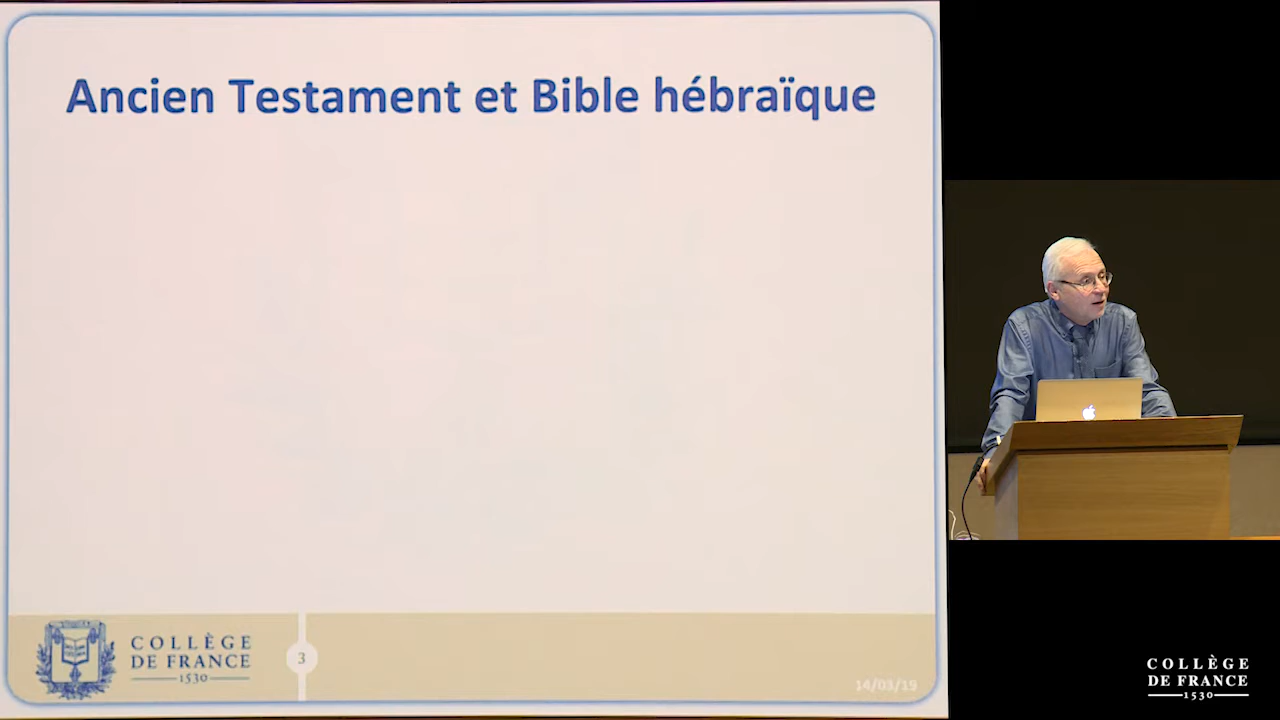 Ancien Testament et Bible hébraïque
COLLÈGE
DE FRANCE
1530
3
14/03/19
COLLÈGE
DE FRANCE
1530